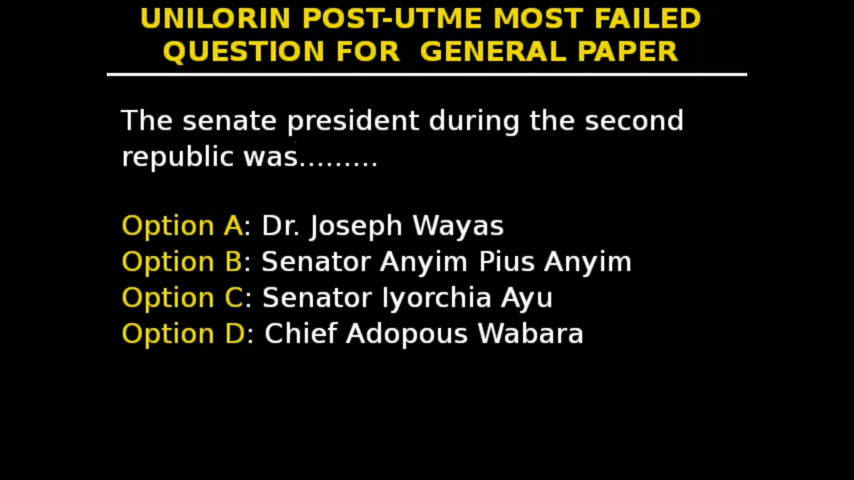 UNILORIN POST-UTME MOST FAILED
QUESTION FOR GENERAL PAPER
The senate president during the second
republic was.........
Option A: Dr. Joseph Wayas
Option B: Senator Anyim Pius Anyim
Option C: Senator Iyorchia Ayu
Option D: Chief Adopous Wabara